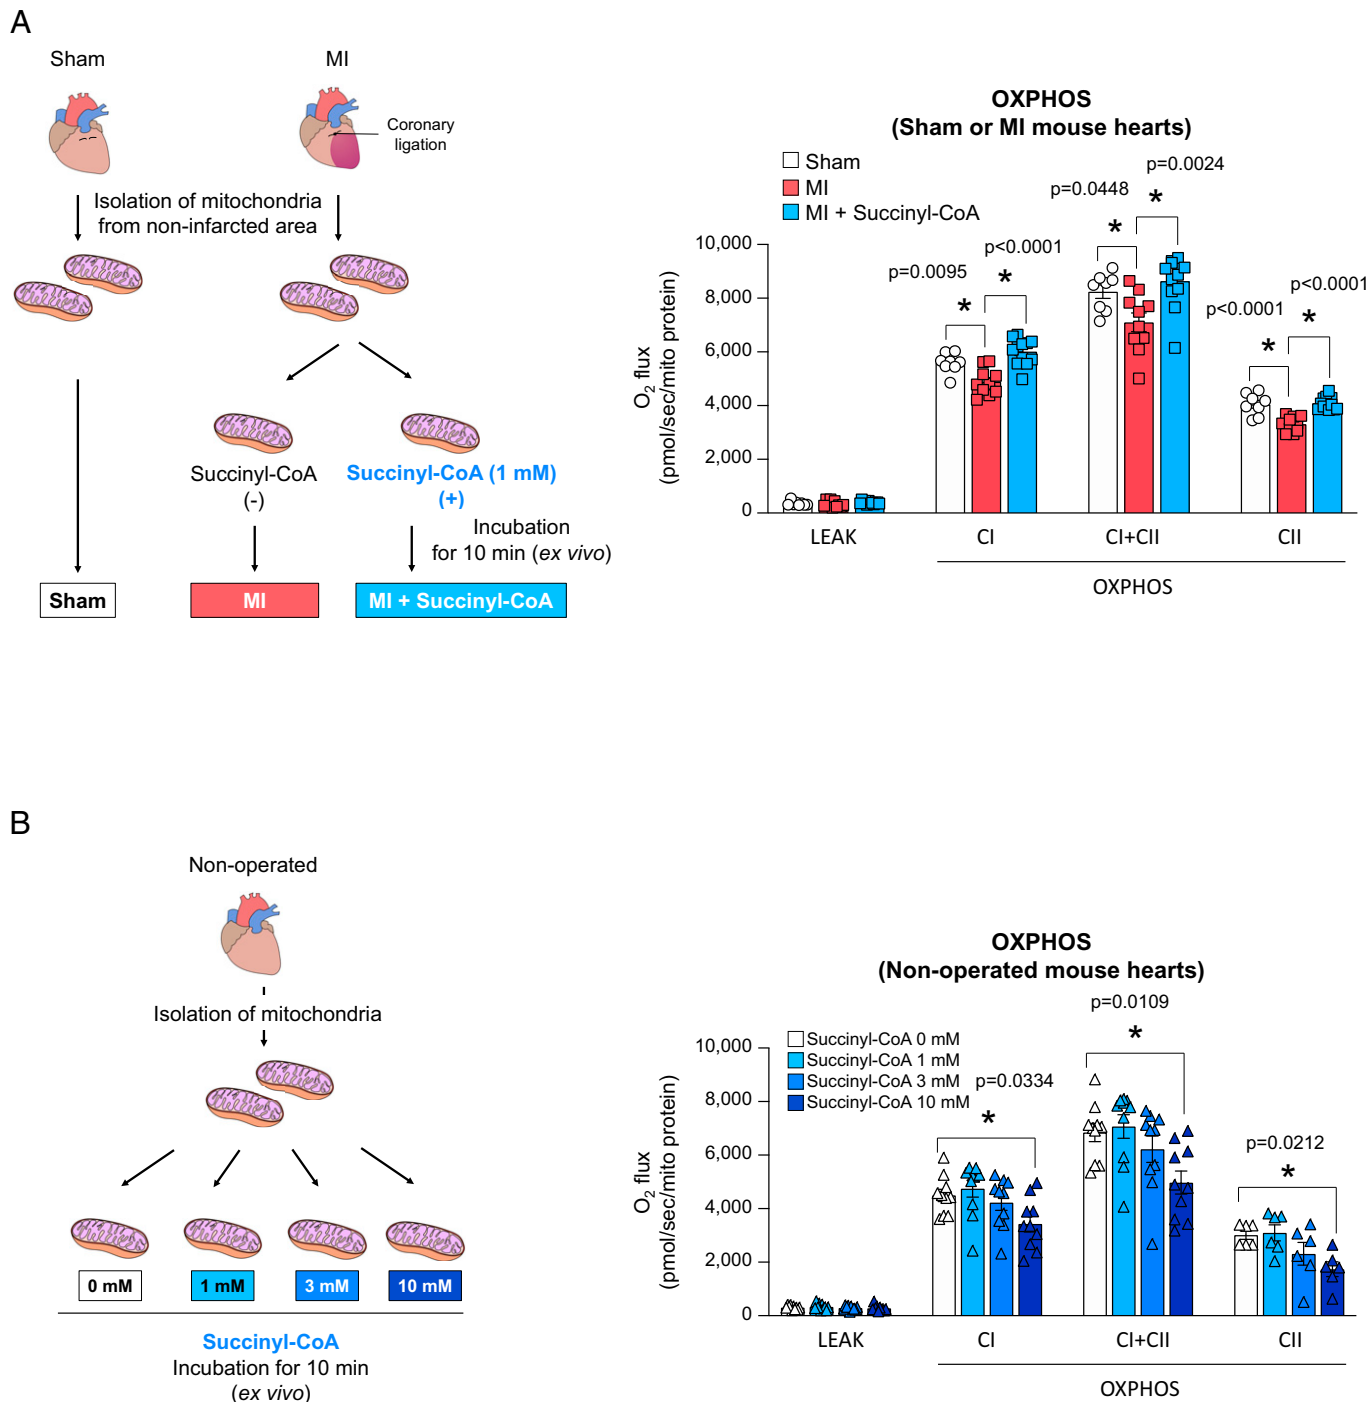 A
Sham
MI
Coronary
ligation
Isolation of mitochondria
from non-infarcted area
Succinyl-CoA
(-)
Succinyl-CoA (1 mM)
(+)
Incubation
for 10 min (ex vivo)
Sham
MI
MI + Succinyl-CoA
OXPHOS
(Sham or MI mouse hearts)
Sham
MI
MI + Succinyl-CoA
p=0.0024
p=0.0448
*
*
p<0.0001
p=0.0095
*
*
p<0.0001
p<0.0001
*
*
O2 flux
(pmol/sec/mito protein)
10,000
8,000
6,000
4,000
2,000
0
LEAK
CI
CI+CII
CII
OXPHOS
B
Non-operated
Isolation of mitochondria
0 mM
1 mM
3 mM
10 mM
Succinyl-CoA
Incubation for 10 min
(ex vivo)
OXPHOS
(Non-operated mouse hearts)
Succinyl-CoA 0 mM
Succinyl-CoA 1 mM
Succinyl-CoA 3 mM
Succinyl-CoA 10 mM
p=0.0334
*
p=0.0109
*
p=0.0212
*
O2 flux
(pmol/sec/mito protein)
10,000
8,000
6,000
4,000
2,000
0
LEAK
CI
CI+CII
CII
OXPHOS